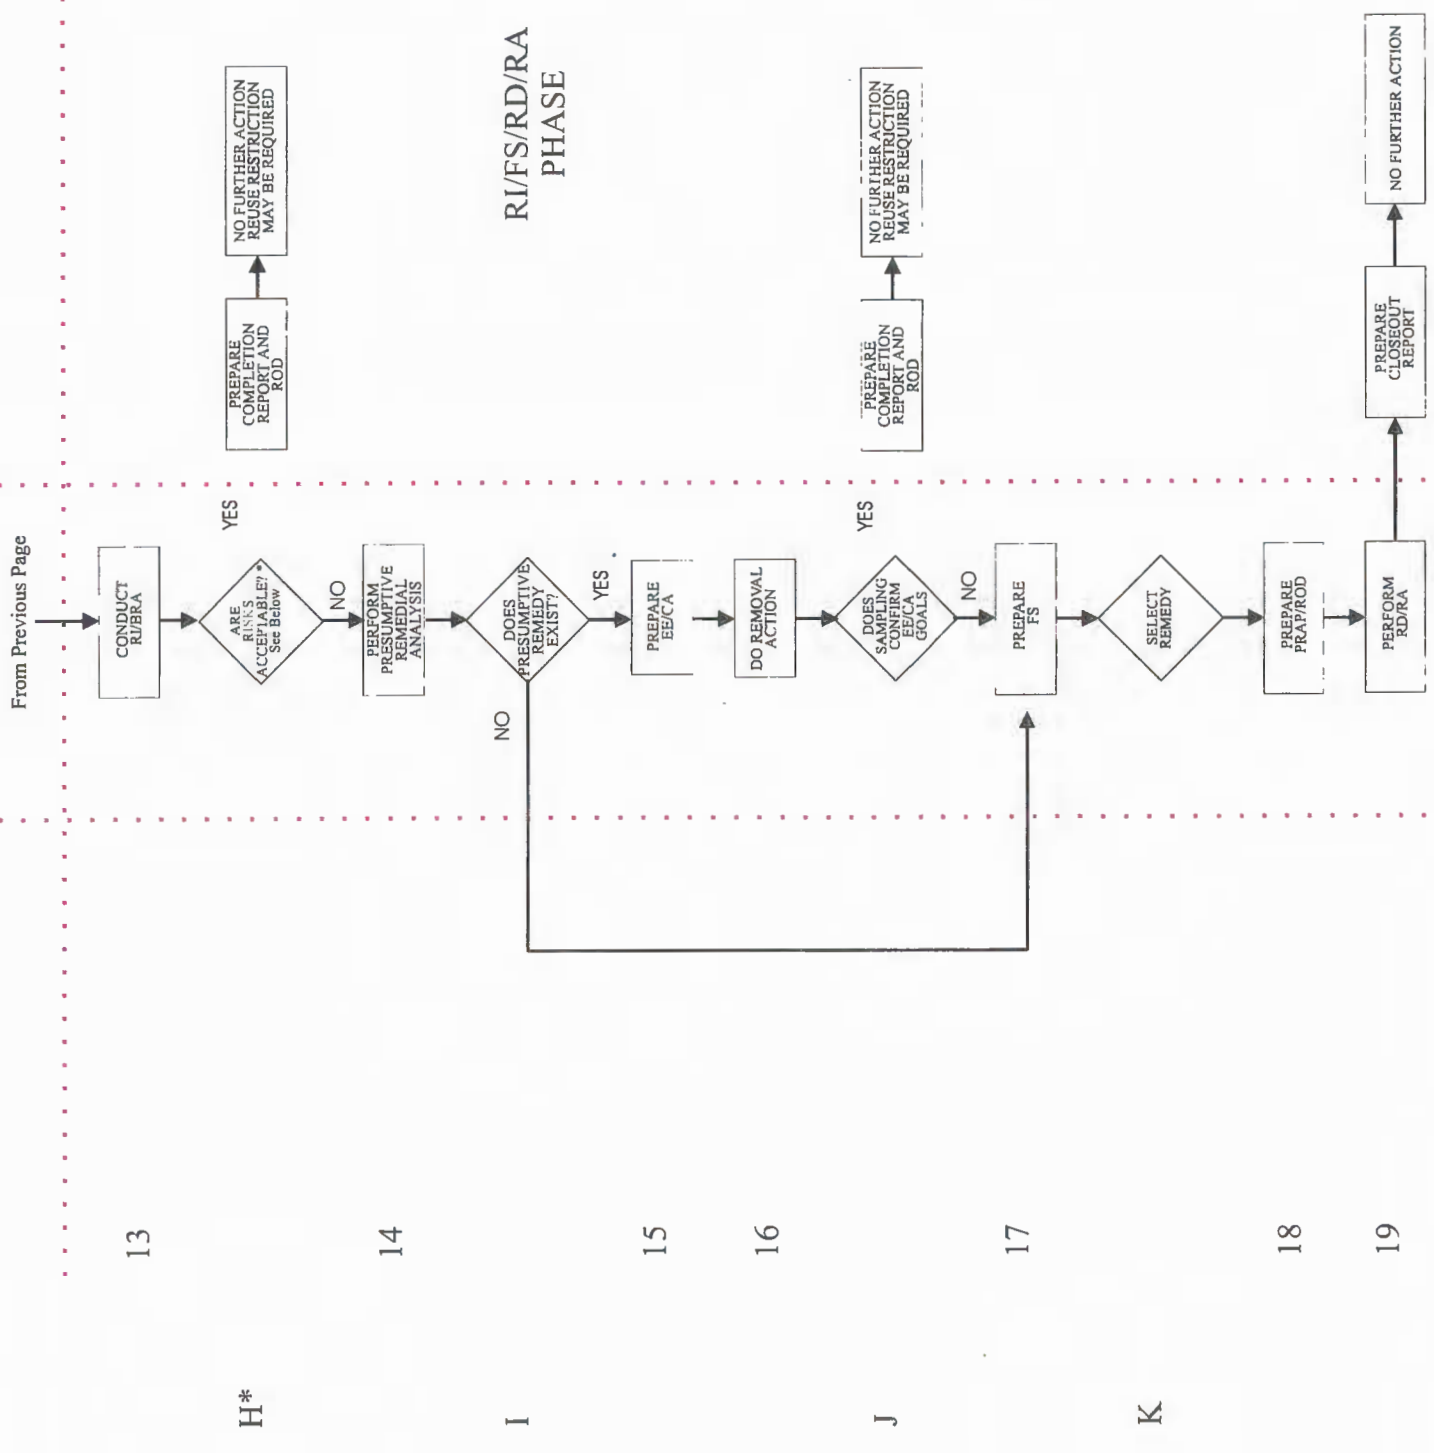 From Previous Page
13
CONDUCT
RI/BRA
H*
ARE
RISKS
ACCEPTABLE? *
See Below
YES
PREPARE
COMPLETION
REPORT AND
ROD
NO FURTHER ACTION
REUSE RESTRICTION
MAY BE REQUIRED
NO
14
PERFORM
PRESUMPTIVE
REMEDIAL
ANALYSIS
I
DOES
PRESUMPTIVE
REMEDY
EXIST?
NO
YES
RI/FS/RD/RA
PHASE
15
PREPARE
EE/CA
16
DO REMOVAL
ACTION
J
DOES
SAMPLING
CONFIRM
EE/CA
GOALS
YES
PREPARE
COMPLETION
REPORT AND
ROD
NO FURTHER ACTION
REUSE RESTRICTION
MAY BE REQUIRED
NO
17
PREPARE
FS
K
SELECT
REMEDY
18
PREPARE
PRAP/ROD
19
PERFORM
RD/RA
PREPARE
CLOSEOUT
REPORT
NO FURTHER ACTION